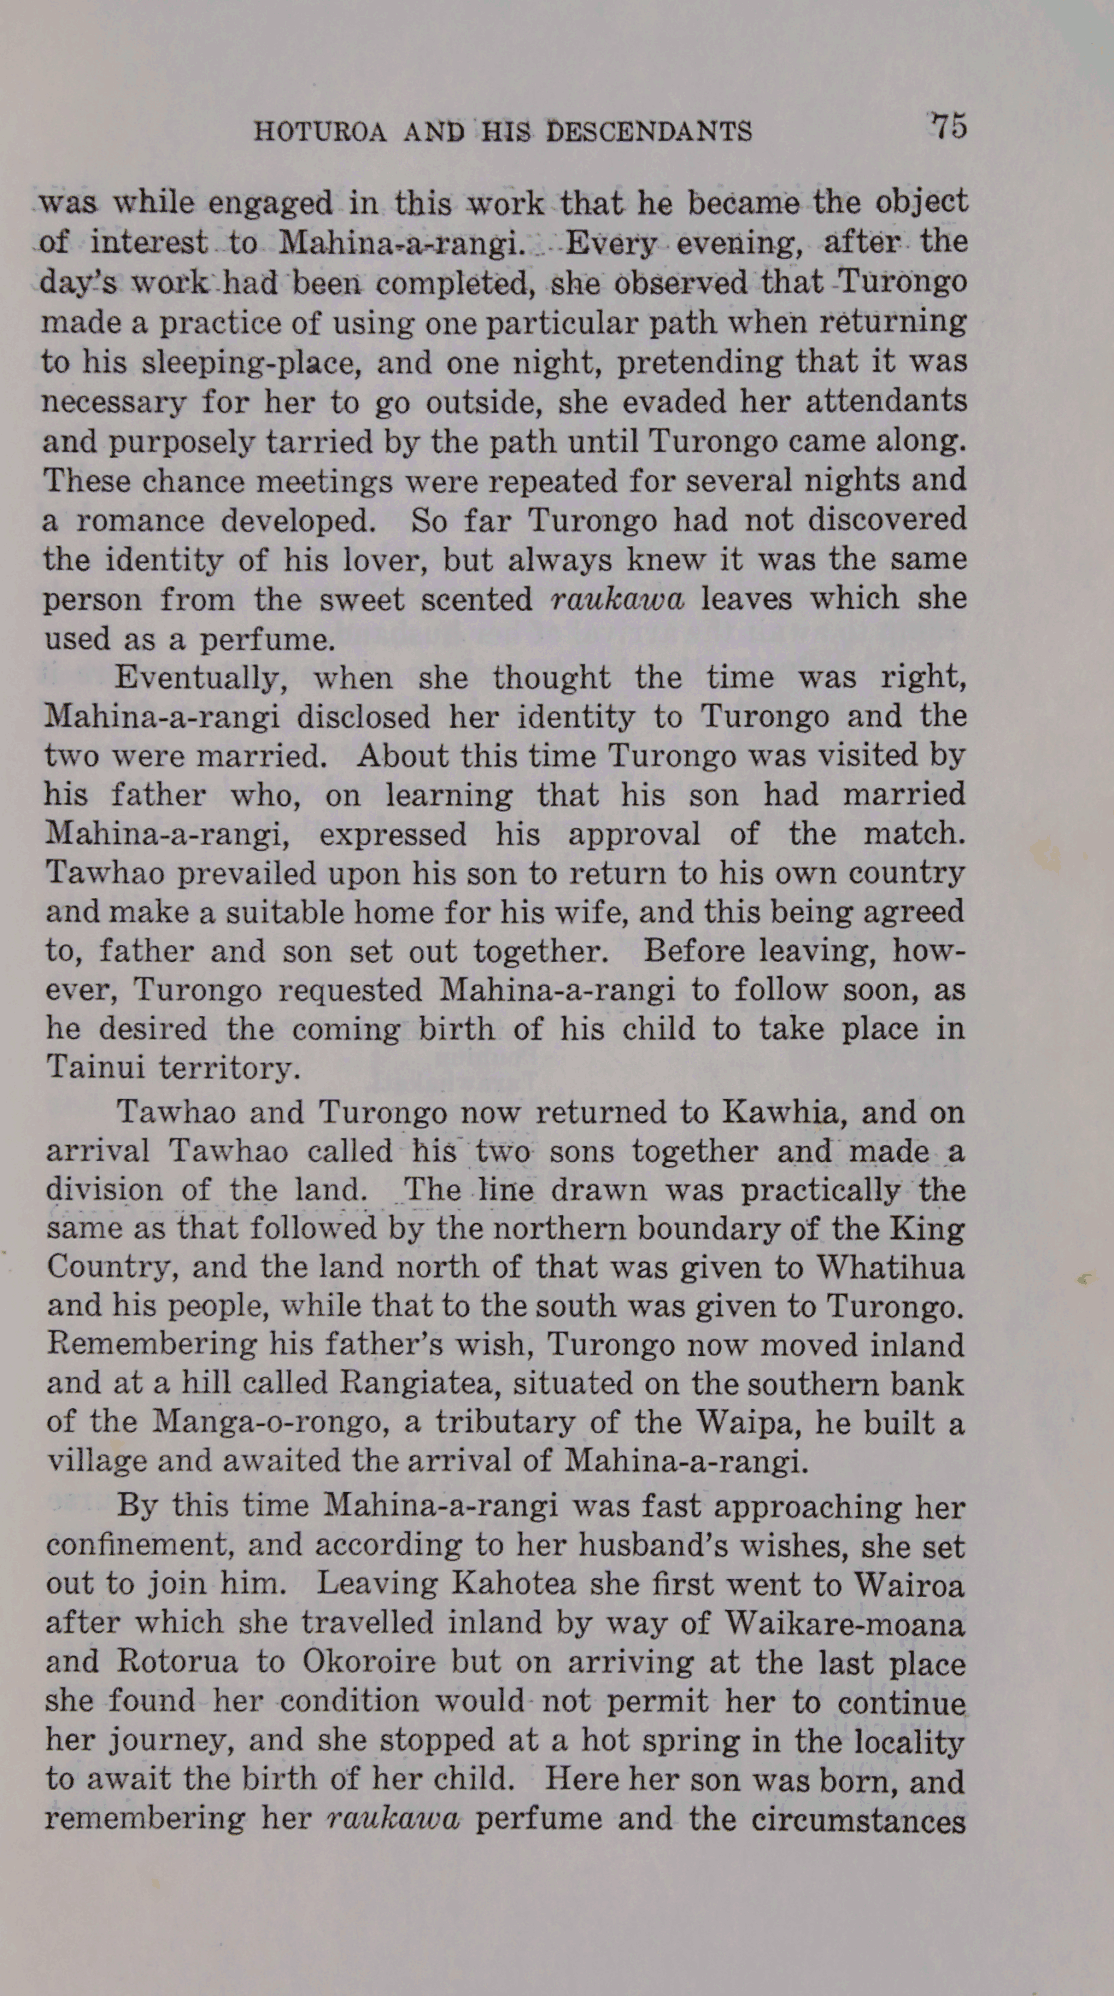 HOTUROA AND HIS DESCENDANTS 75
was while engaged in this work that he became the object
of interest to Mahina-a-rangi. Every evening, after the
day's work had been completed, she observed that Turongo
made a practice of using one particular path when returning
to his sleeping-place, and one night, pretending that it was
necessary for her to go outside, she evaded her attendants
and purposely tarried by the path until Turongo came along.
These chance meetings were repeated for several nights and
a romance developed. So far Turongo had not discovered
the identity of his lover, but always knew it was the same
person from the sweet scented raukawa leaves which she
used as a perfume.
Eventually, when she thought the time was right,
Mahina-a-rangi disclosed her identity to Turongo and the
two were married. About this time Turongo was visited by
his father who, on learning that his son had married
Mahina-a-rangi, expressed his approval of the match.
Tawhao prevailed upon his son to return to his own country
and make a suitable home for his wife, and this being agreed
to, father and son set out together. Before leaving, how-
ever, Turongo requested Mahina-a-rangi to follow soon, as
he desired the coming birth of his child to take place in
Tainui territory.
Tawhao and Turongo now returned to Kawhia, and on
arrival Tawhao called his two sons together and made a
division of the land. The line drawn was practically the
same as that followed by the northern boundary of the King
Country, and the land north of that was given to Whatihua
and his people, while that to the south was given to Turongo.
Remembering his father's wish, Turongo now moved inland
and at a hill called Rangiatea, situated on the southern bank
of the Manga-o-rongo, a tributary of the Waipa, he built a
village and awaited the arrival of Mahina-a-rangi.
By this time Mahina-a-rangi was fast approaching her
confinement, and according to her husband's wishes, she set
out to join him. Leaving Kahotea she first went to Wairoa
after which she travelled inland by way of Waikare-moana
and Rotorua to Okoroire but on arriving at the last place
she found her condition would not permit her to continue
her journey, and she stopped at a hot spring in the locality
to await the birth of her child. Here her son was born, and
remembering her raukawa perfume and the circumstances